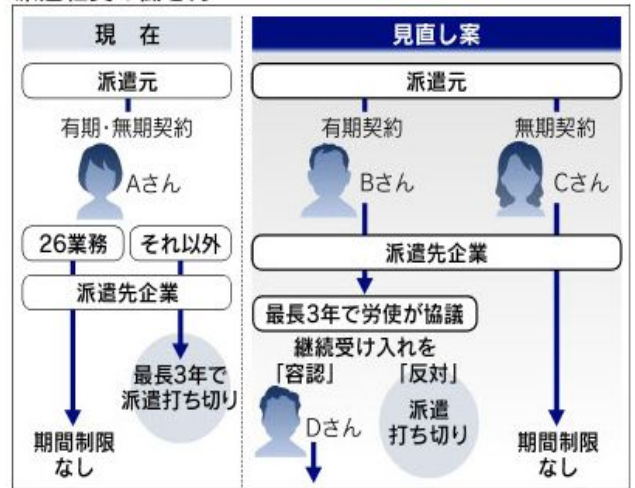 現 在
派遣元
有期・無期契約
Aさん
26業務 それ以外
派遣先企業
最長3年で
派遣打ち切り
期間制限
なし
見直し案
派遣元
有期契約 無期契約
Bさん Cさん
派遣先企業
最長3年で労使が協議
継続受け入れを
「容認」 「反対」
Dさん
派遣
打ち切り
期間制限
なし